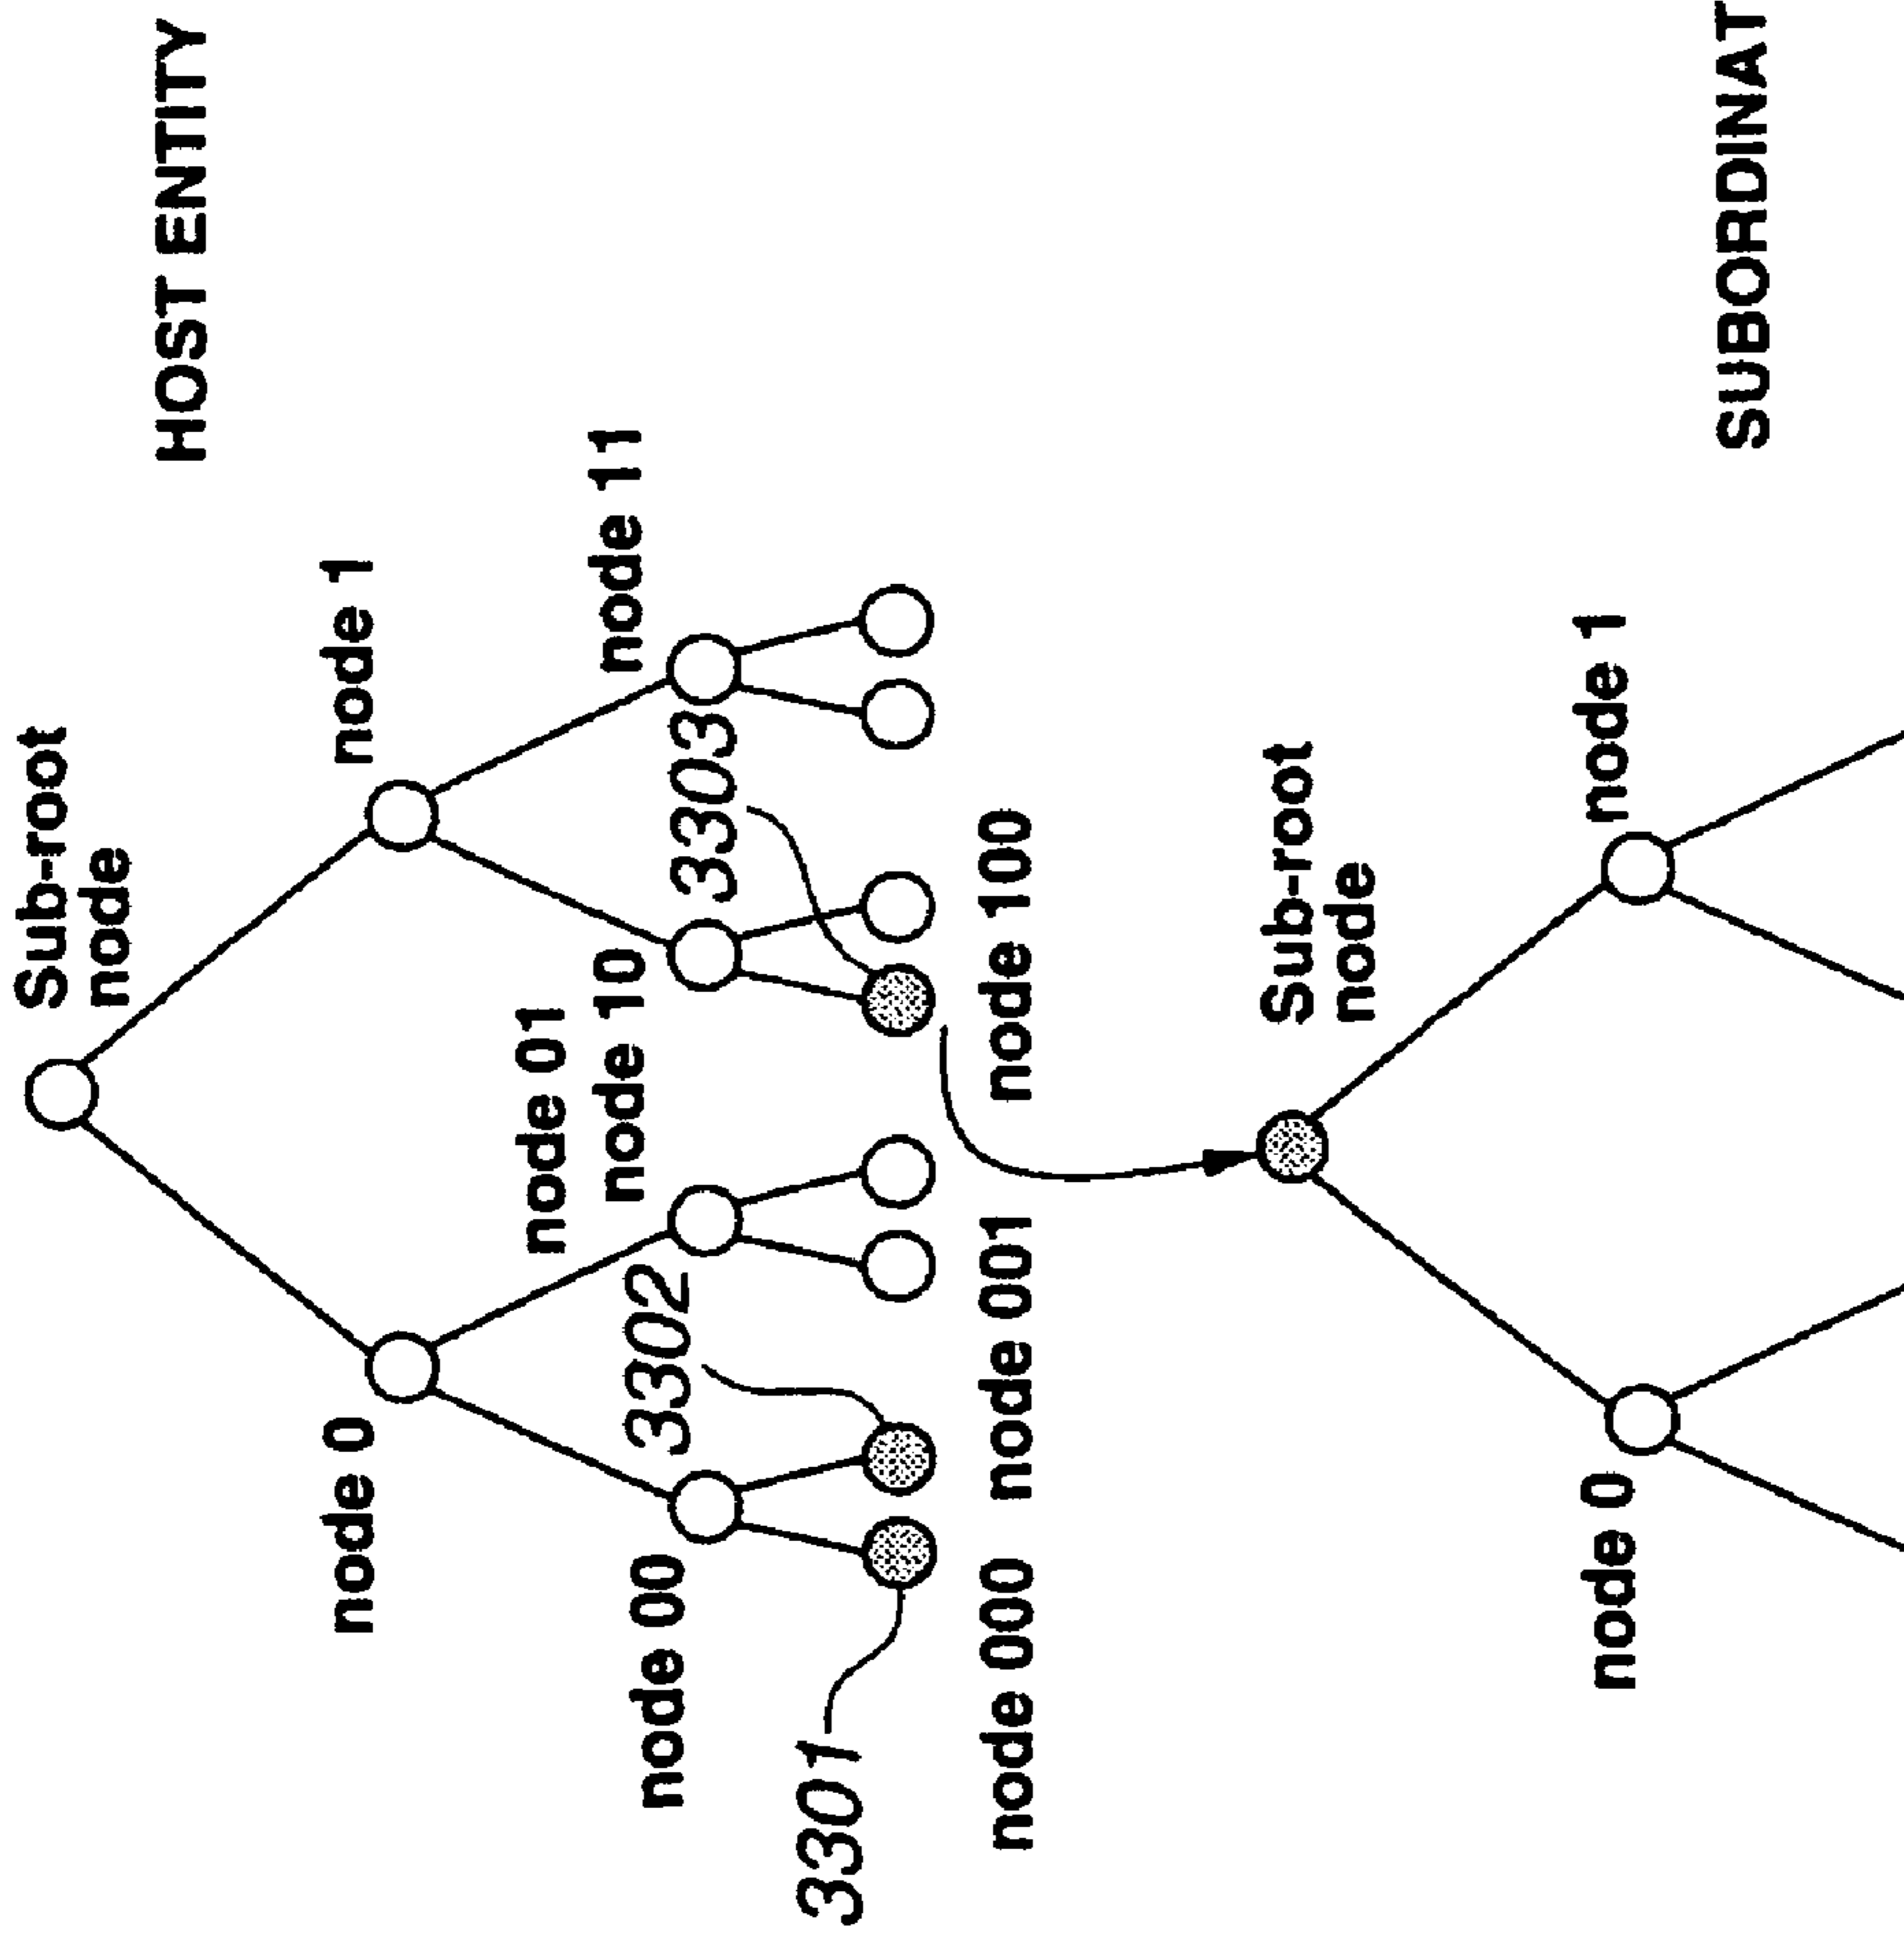 Sub-root
node
HOST ENTITY
node 0
node 1
node 01
node 10
node 11
node 00
3302
3303
3301
node 000
node 001
node 100
Sub-root
node
node 0
node 1
SUBORDINAT